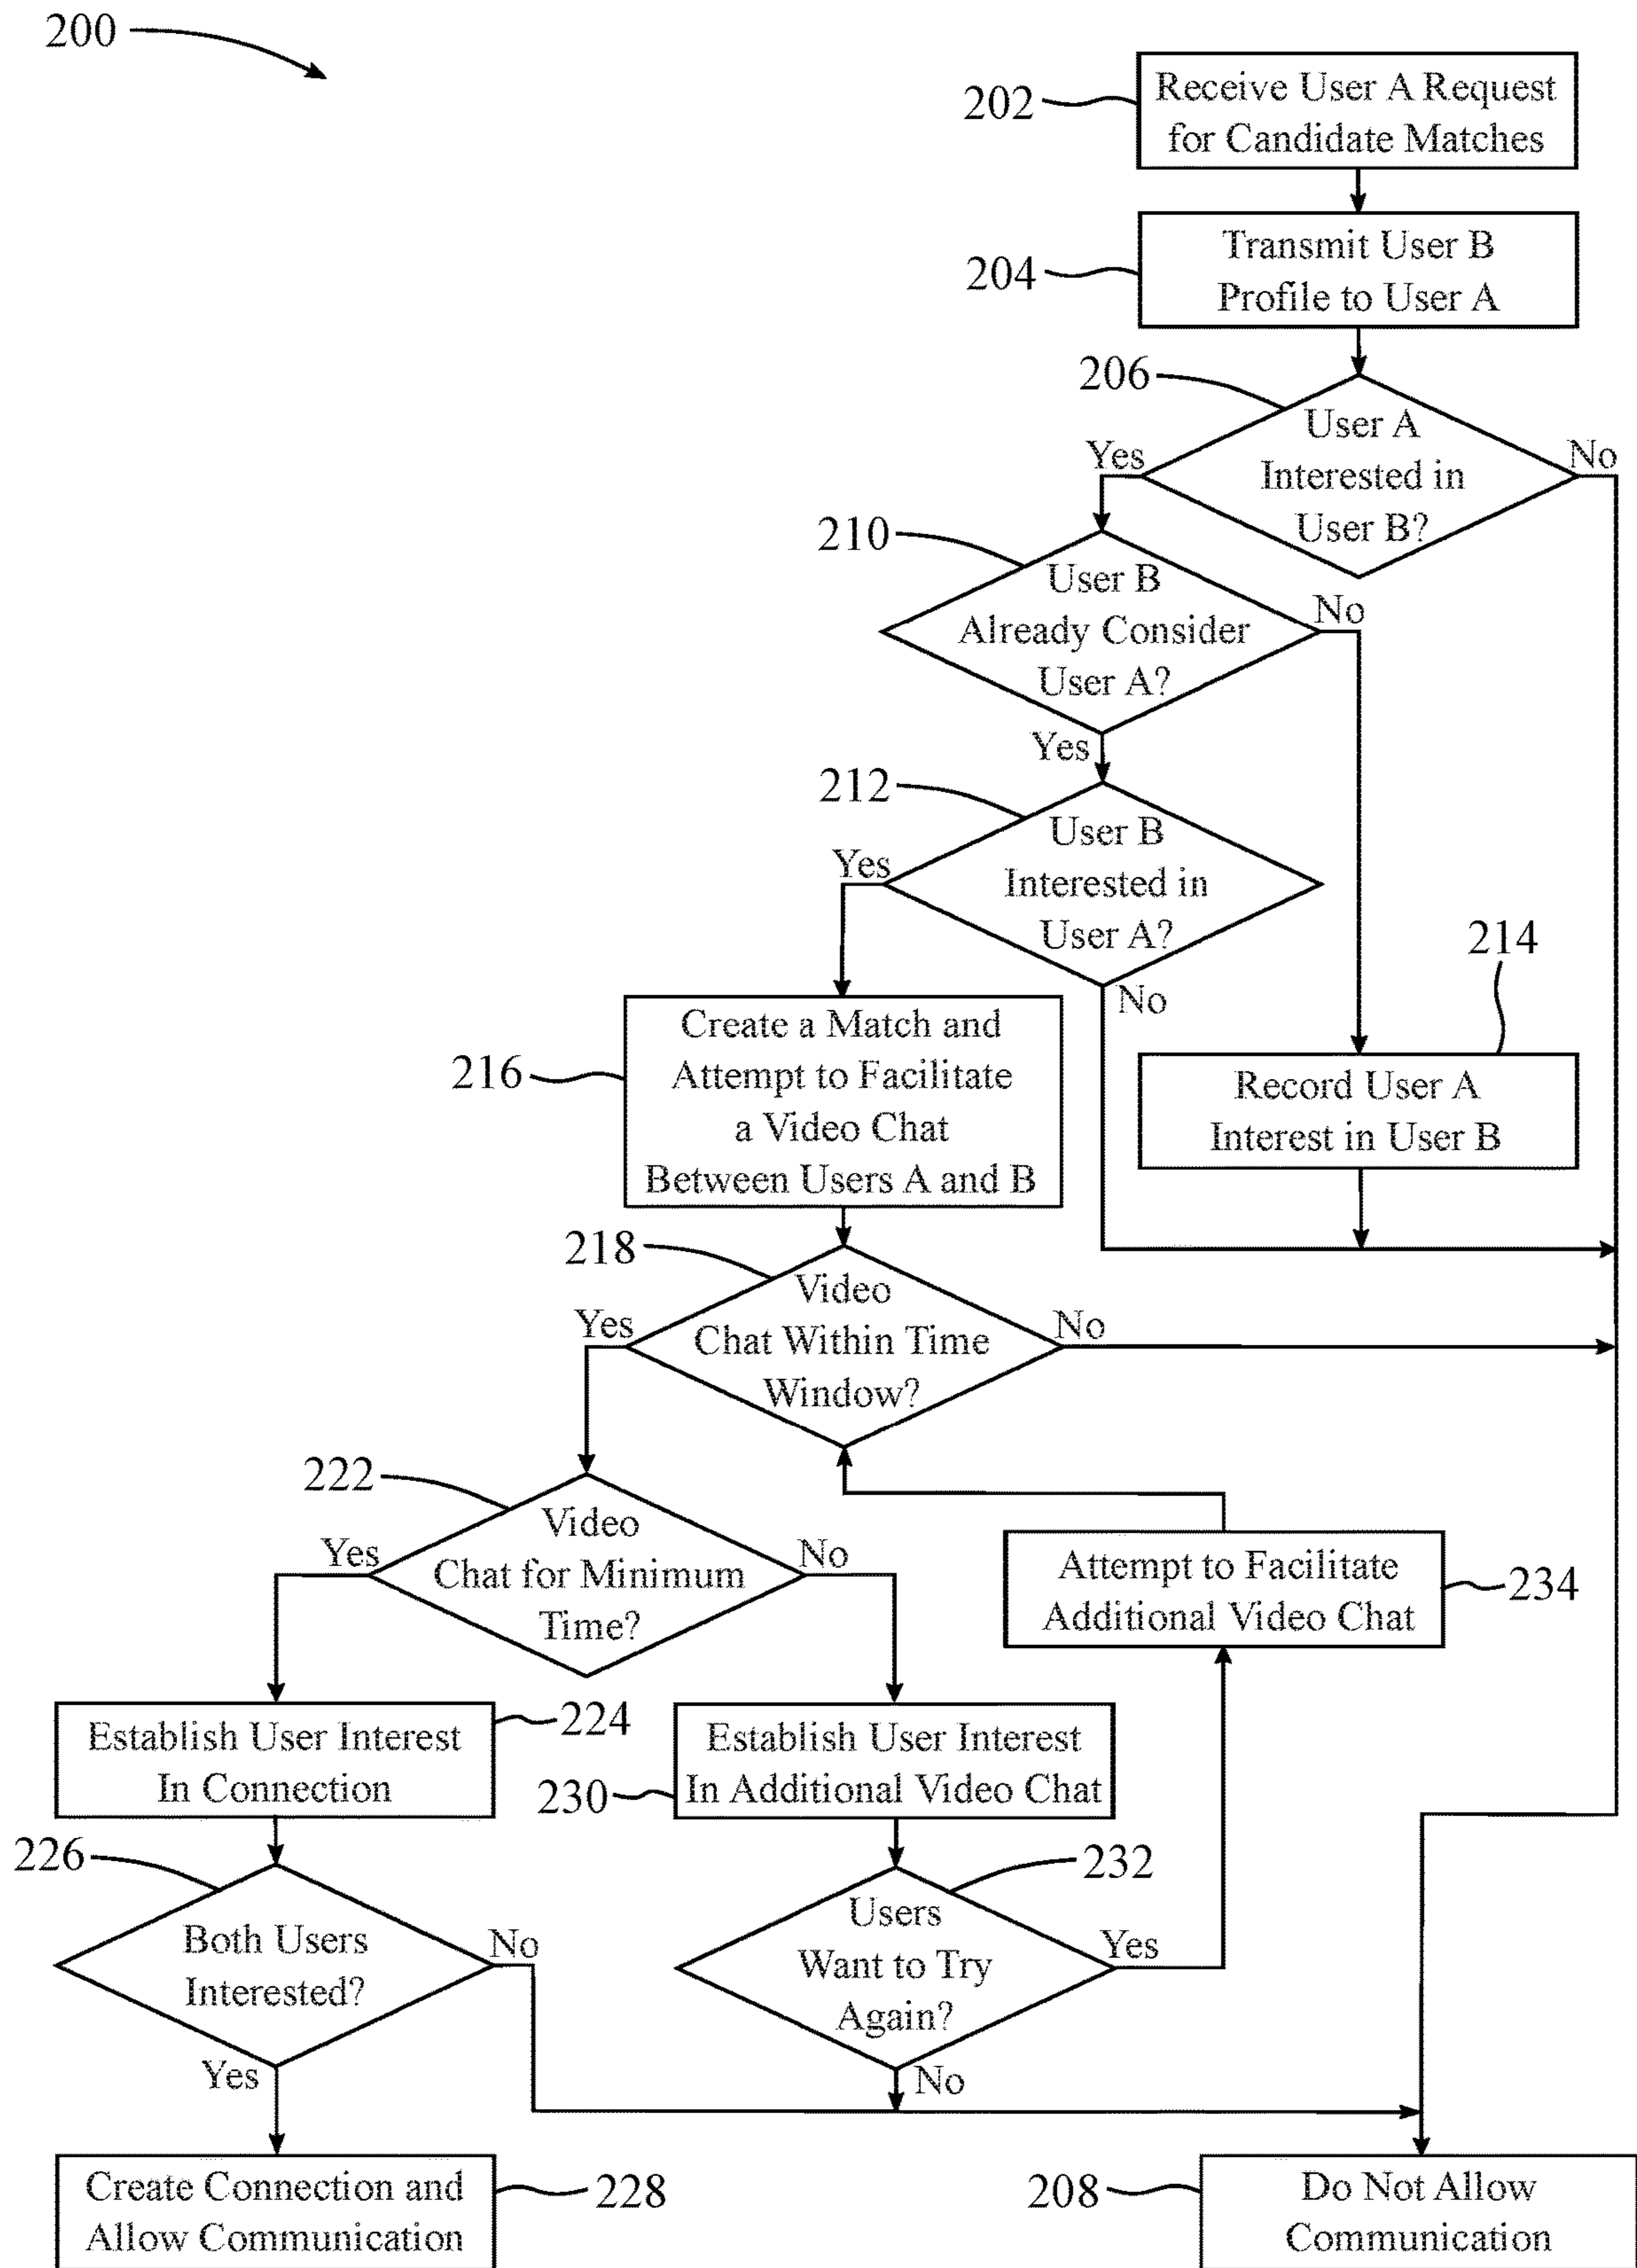 200
202
Receive User A Request
for Candidate Matches
204
Transmit User B
Profile to User A
206
User A
Interested in
User B?
Yes
No
210
User B
Already Consider
User A?
No
Yes
212
User B
Interested in
User A?
Yes
No
214
Record User A
Interest in User B
216
Create a Match and
Attempt to Facilitate
a Video Chat
Between Users A and B
218
Video
Chat Within Time
Window?
Yes
No
222
Video
Chat for Minimum
Time?
Yes
No
Attempt to Facilitate
Additional Video Chat
234
Establish User Interest
In Connection
224
Establish User Interest
In Additional Video Chat
230
226
Both Users
Interested?
No
Yes
232
Users
Want to Try
Again?
Yes
No
Create Connection and
Allow Communication
228
208
Do Not Allow
Communication